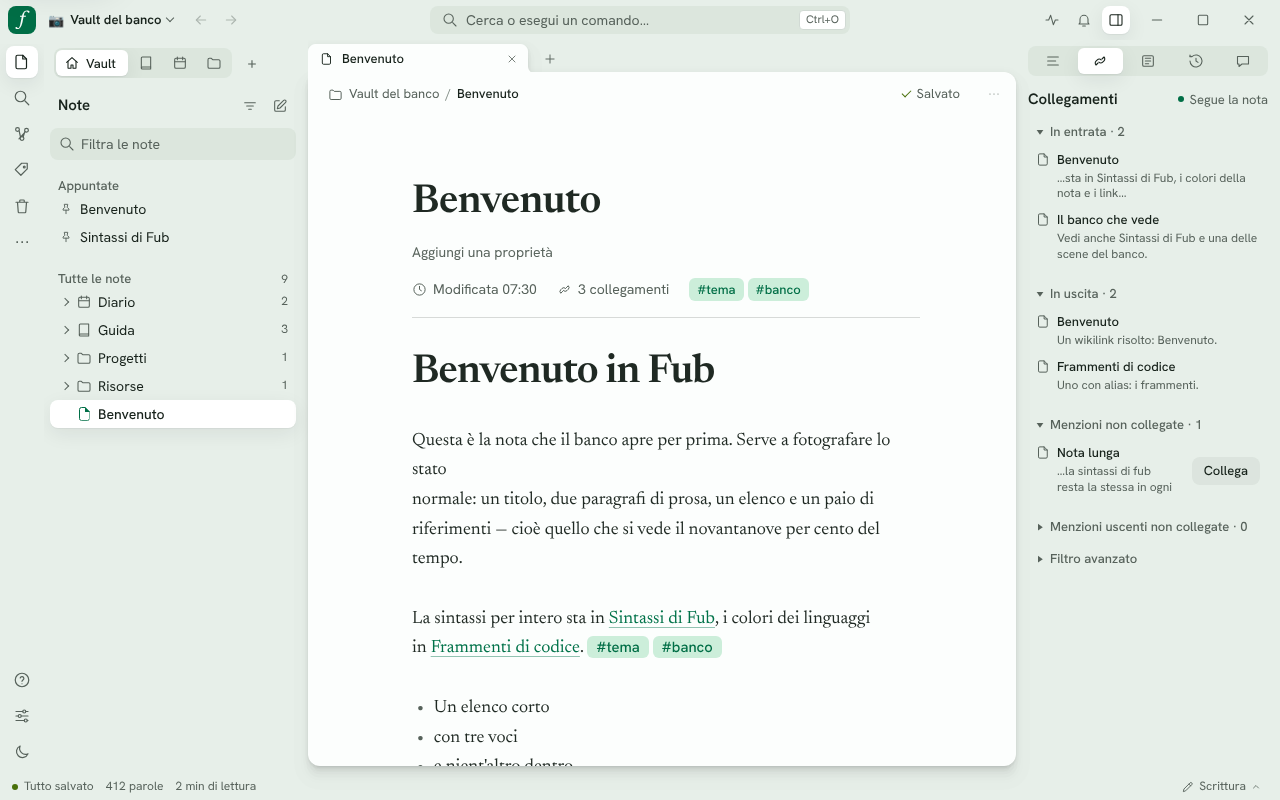 Vault del banco
Cerca o esegui un comando…
Ctrl+O
Vault
Benvenuto
Note
Filtra le note
Appuntate
Benvenuto
Sintassi di Fub
Tutte le note 9
Diario 2
Guida 3
Progetti 1
Risorse 1
Benvenuto
Vault del banco / Benvenuto
Salvato
Benvenuto
Aggiungi una proprietà
Modificata 07:30
3 collegamenti
#tema #banco
Benvenuto in Fub
Questa è la nota che il banco apre per prima. Serve a fotografare lo
stato
normale: un titolo, due paragrafi di prosa, un elenco e un paio di
riferimenti — cioè quello che si vede il novantanove per cento del
tempo.
La sintassi per intero sta in Sintassi di Fub, i colori dei linguaggi
in Frammenti di codice. #tema #banco
• Un elenco corto
• con tre voci
• e nient'altro dentro
Collegamenti
Segue la nota
In entrata · 2
Benvenuto
…sta in Sintassi di Fub, i colori della
nota e i link…
Il banco che vede
Vedi anche Sintassi di Fub e una delle
scene del banco.
In uscita · 2
Benvenuto
Un wikilink risolto: Benvenuto.
Frammenti di codice
Uno con alias: i frammenti.
Menzioni non collegate · 1
Nota lunga
…la sintassi di fub
resta la stessa in ogni
Collega
Menzioni uscenti non collegate · 0
Filtro avanzato
Tutto salvato
412 parole
2 min di lettura
Scrittura